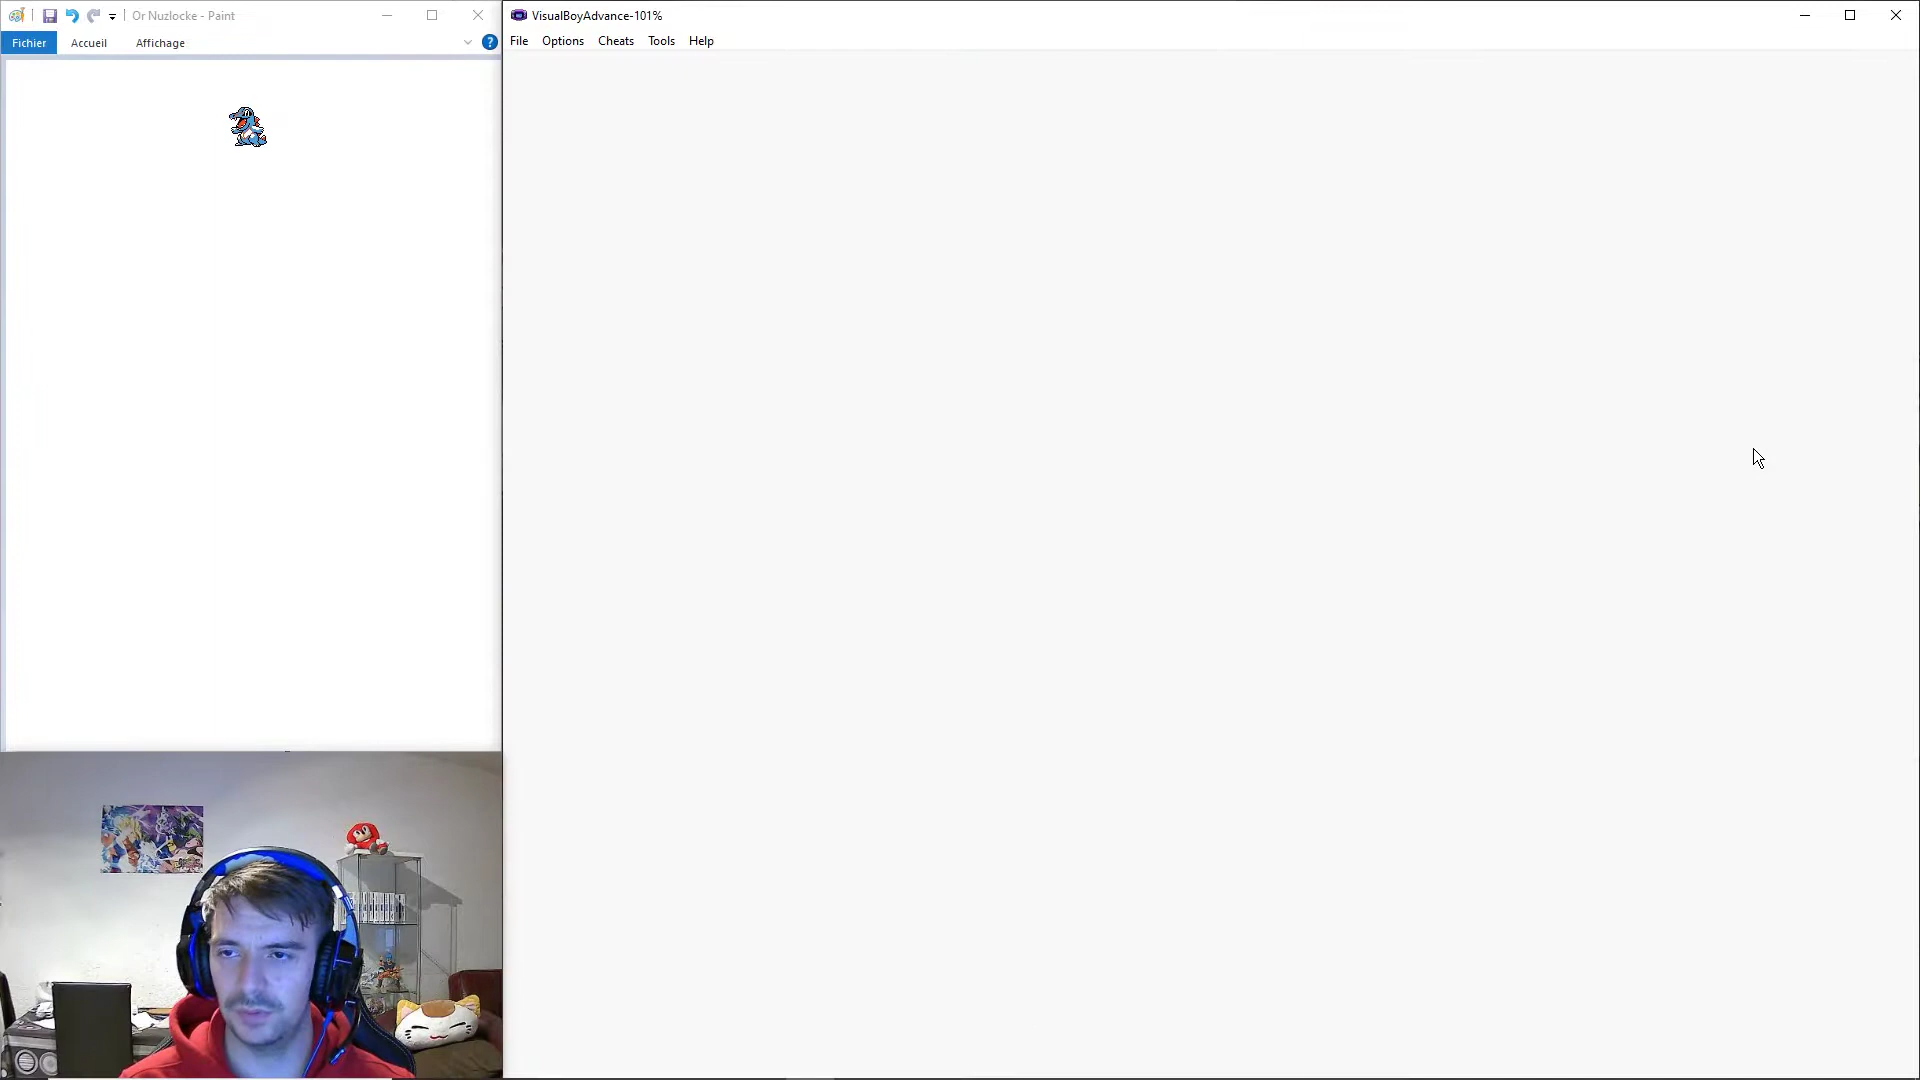 Or Nuzlocke - Paint
Fichier Accueil Affichage ?
VisualBoyAdvance-101%
File Options Cheats Tools Help